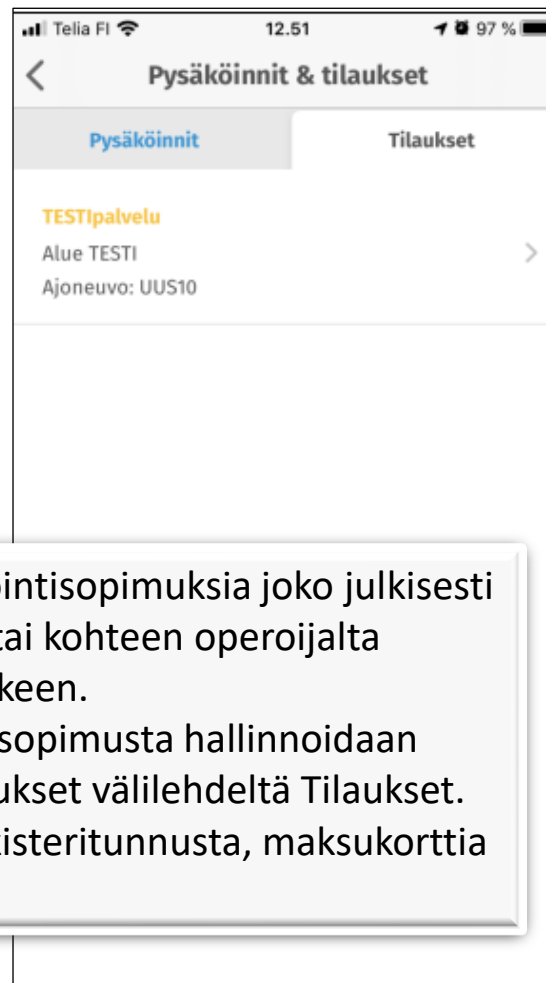 Telia FI 12.51 97 %
Pysäköinnit & tilaukset
Pysäköinnit Tilaukset
TESTIpalvelu
Alue TESTI
Ajoneuvo: UUS10
intisopimuksia joko julkisesti
tai kohteen operoijalta
keen.
sopimusta hallinnoidaan
ukset välilehdeltä Tilaukset.
isteritunnusta, maksukorttia